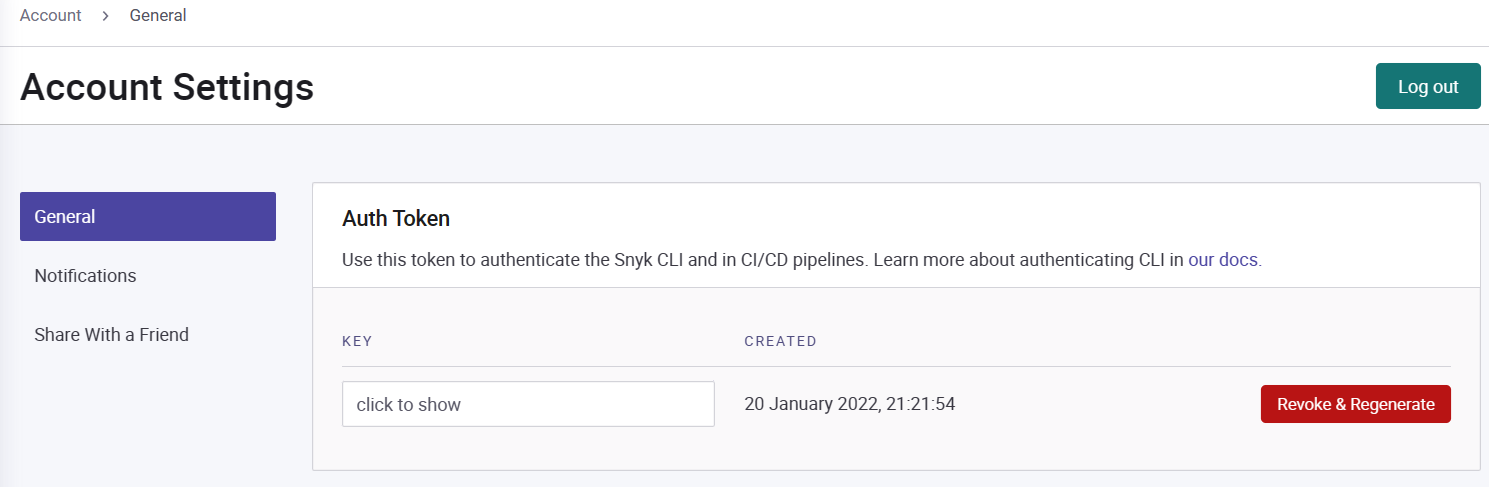 Account > General
Account Settings
Log out
General
Notifications
Share With a Friend
Auth Token
Use this token to authenticate the Snyk CLI and in CI/CD pipelines. Learn more about authenticating CLI in our docs.
KEY CREATED
click to show 20 January 2022, 21:21:54 Revoke & Regenerate